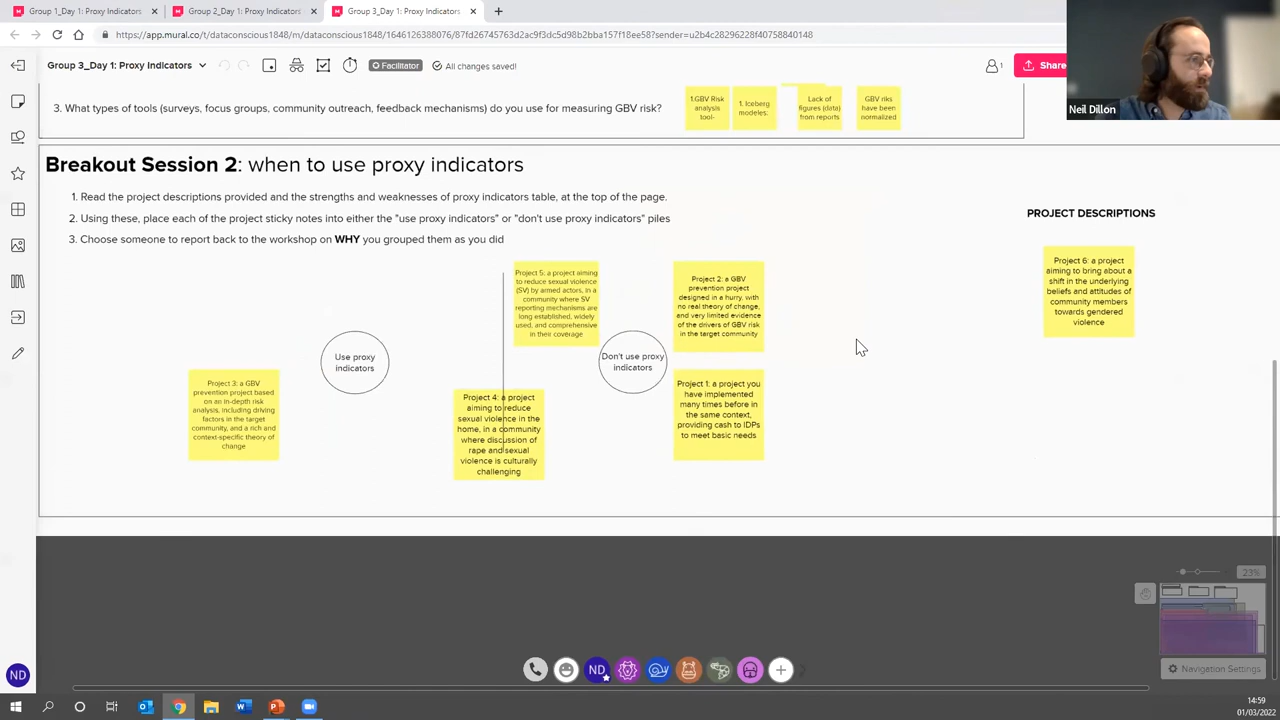 Group 1_Day 1: Proxy Indicators
Group 2_Day 1: Proxy Indicators
Group 3_Day 1: Proxy Indicators
https://app.mural.co/t/dataconscious1848/m/dataconscious1848/1646126388076/87fd26745763d2ac9f3dc5d98b2bba157f18ee58?sender=u2b4c28296228f40758840148
Group 3_Day 1: Proxy Indicators
Facilitator
All changes saved!
1
Share
Neil Dillon
3. What types of tools (surveys, focus groups, community outreach, feedback mechanisms) do you use for measuring GBV risk?
1.GBV Risk
analysis
tool-
1. Iceberg
modeles:
Lack of
figures (data)
from reports
GBV riks
have been
normalized
Breakout Session 2: when to use proxy indicators
1. Read the project descriptions provided and the strengths and weaknesses of proxy indicators table, at the top of the page.
2. Using these, place each of the project sticky notes into either the "use proxy indicators" or "don't use proxy indicators" piles
3. Choose someone to report back to the workshop on WHY you grouped them as you did
PROJECT DESCRIPTIONS
Project 6: a project
aiming to bring about a
shift in the underlying
beliefs and attitudes of
community members
towards gendered
violence
Project 5: a project aiming
to reduce sexual violence
(SV) by armed actors, in a
community where SV
reporting mechanisms are
long established, widely
used, and comprehensive
in their coverage
Project 2: a GBV
prevention project
designed in a hurry, with
no real theory of change,
and very limited evidence
of the drivers of GBV risk
in the target community
Use proxy
indicators
Don't use proxy
indicators
Project 3: a GBV
prevention project based
on an in-depth risk
analysis, including driving
factors in the target
community, and a rich and
context-specific theory of
change
Project 4: a project
aiming to reduce
sexual violence in the
home, in a community
where discussion of
rape and sexual
violence is culturally
challenging
Project 1: a project you
have implemented
many times before in
the same context,
providing cash to IDPs
to meet basic needs
23%
Navigation Settings
ND
ND
14:59
01/03/2022